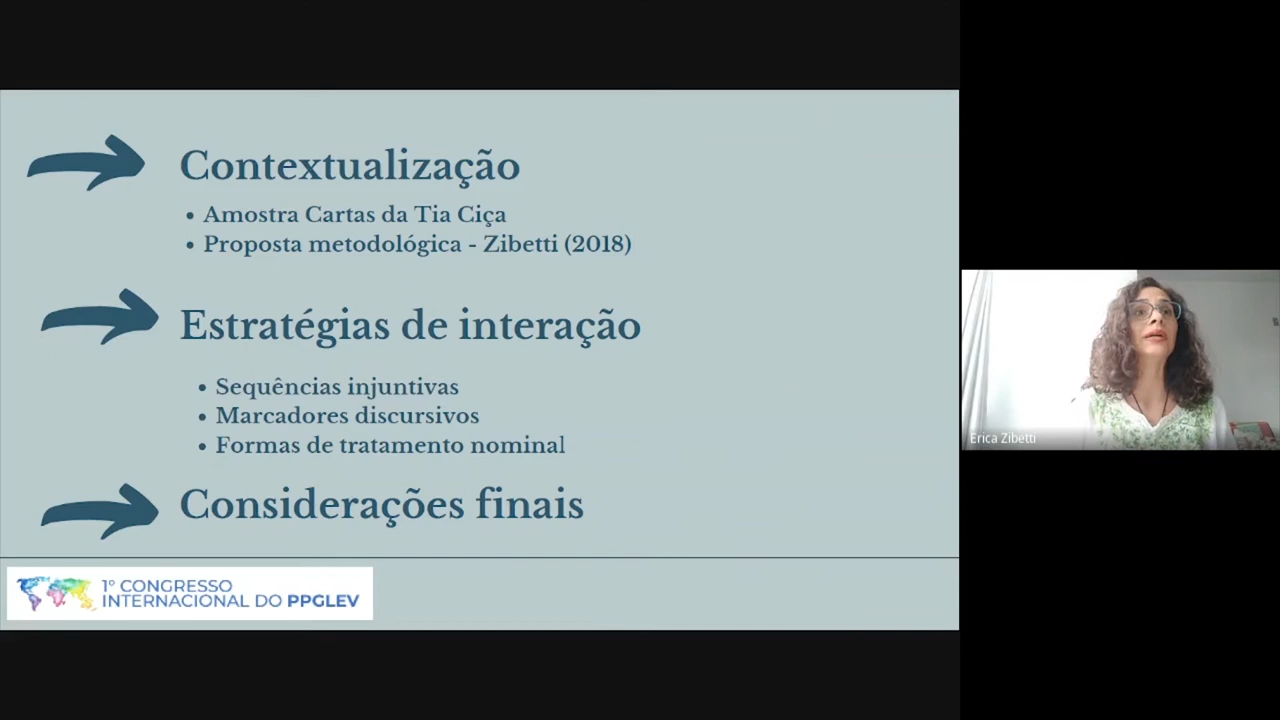 Contextualização
• Amostra Cartas da Tia Ciça
• Proposta metodológica - Zibetti (2018)
Estratégias de interação
• Sequências injuntivas
• Marcadores discursivos
• Formas de tratamento nominal
Considerações finais
1º CONGRESSO
INTERNACIONAL DO PPGLEV
Erica Zibetti